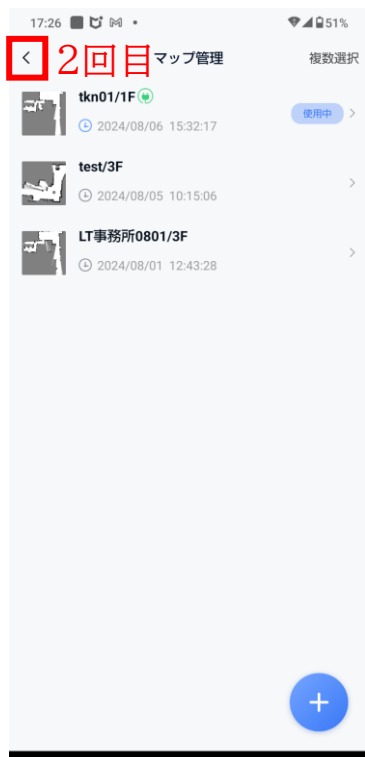 17:26 51%
2回目 マップ管理 複数選択
tkn01/1F
2024/08/06 15:32:17
使用中
test/3F
2024/08/05 10:15:06
LT事務所0801/3F
2024/08/01 12:43:28